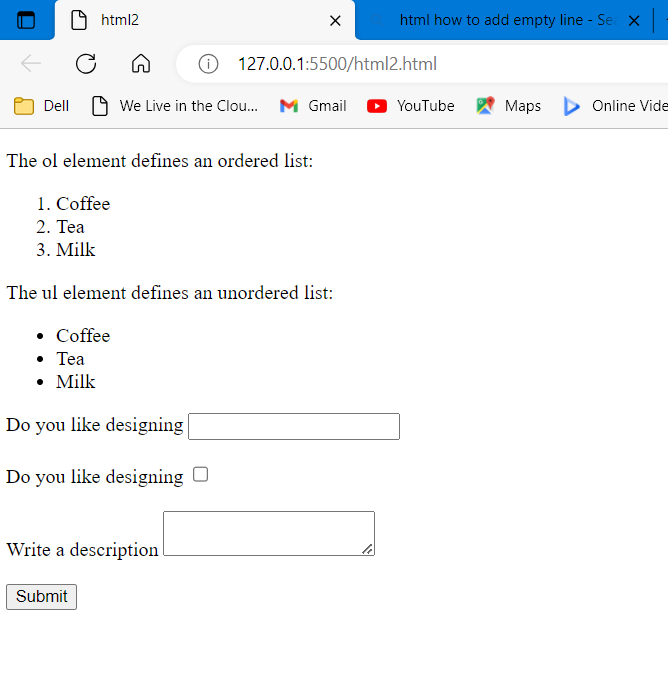 html2
html how to add empty line - Se
127.0.0.1:5500/html2.html
Dell We Live in the Clou... Gmail YouTube Maps Online Vide
The ol element defines an ordered list:
1. Coffee
2. Tea
3. Milk
The ul element defines an unordered list:
• Coffee
• Tea
• Milk
Do you like designing
Do you like designing
Write a description
Submit